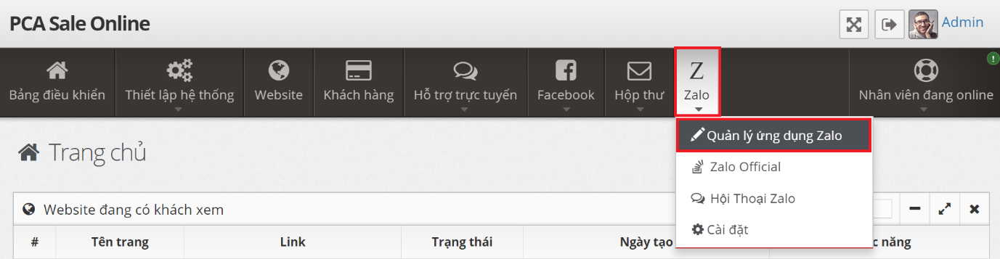 PCA Sale Online
Admin
Bảng điều khiển
Thiết lập hệ thống
Website
Khách hàng
Hỗ trợ trực tuyến
Facebook
Hộp thư
Z
Zalo
Nhân viên đang online
Quản lý ứng dụng Zalo
Zalo Official
Hội Thoại Zalo
Cài đặt
Trang chủ
Website đang có khách xem
# Tên trang Link Trạng thái Ngày tạo năng